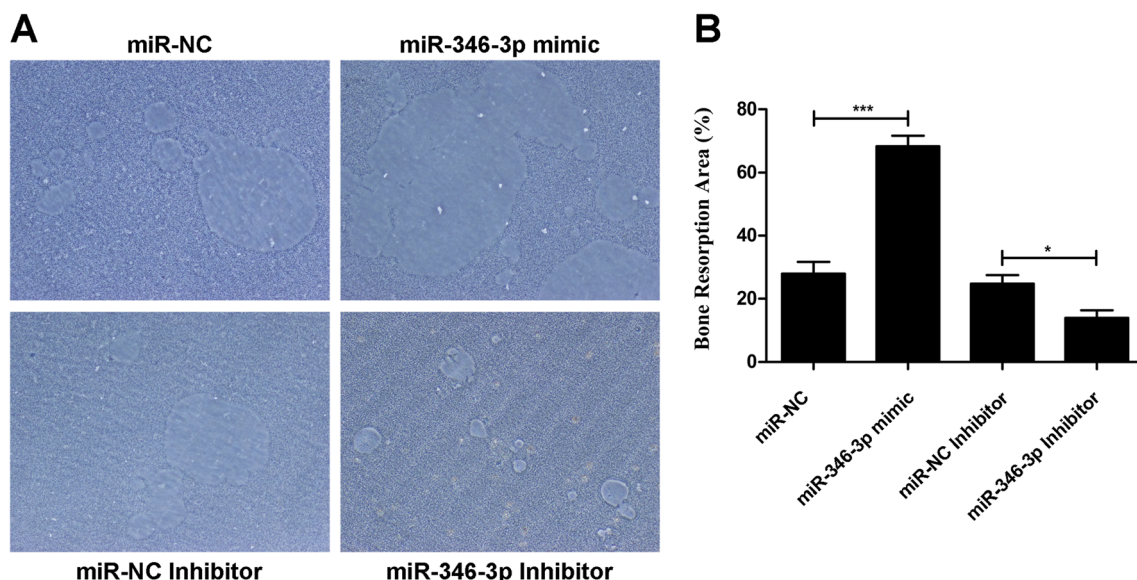 A
miR-NC
miR-346-3p mimic
miR-NC Inhibitor
miR-346-3p Inhibitor
B
Bone Resorption Area (%)
80
60
40
20
0
***
*
miR-NC
miR-346-3p mimic
miR-NC Inhibitor
miR-346-3p Inhibitor